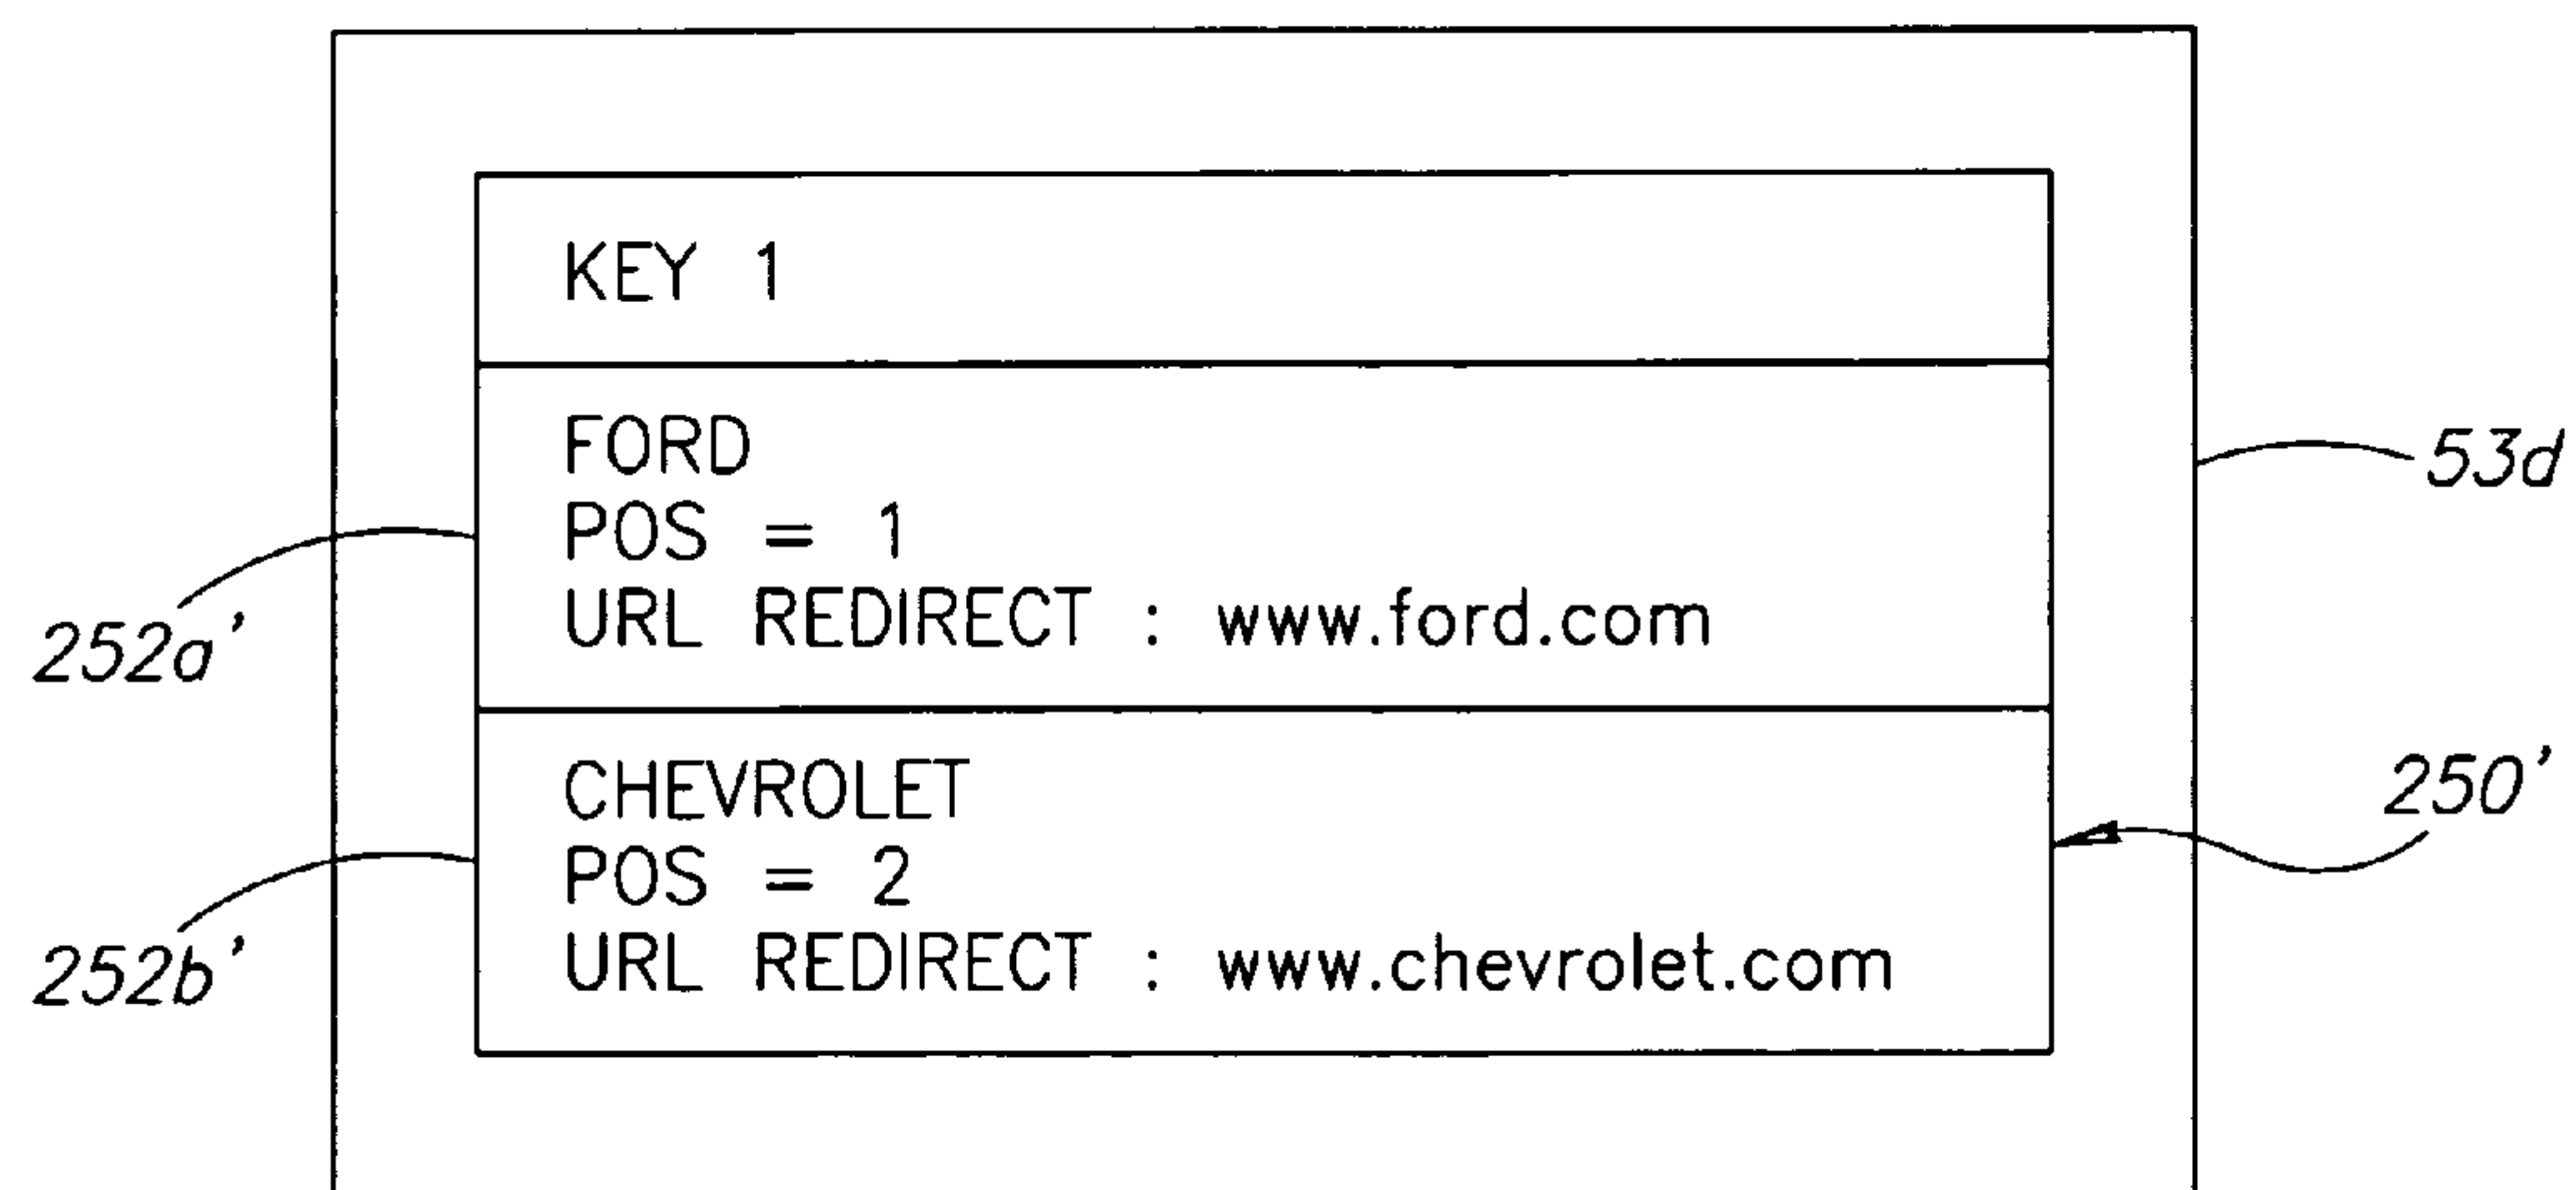 KEY 1
FORD
POS = 1
URL REDIRECT : www.ford.com
CHEVROLET
POS = 2
URL REDIRECT : www.chevrolet.com
252a’
252b’
53d
250’